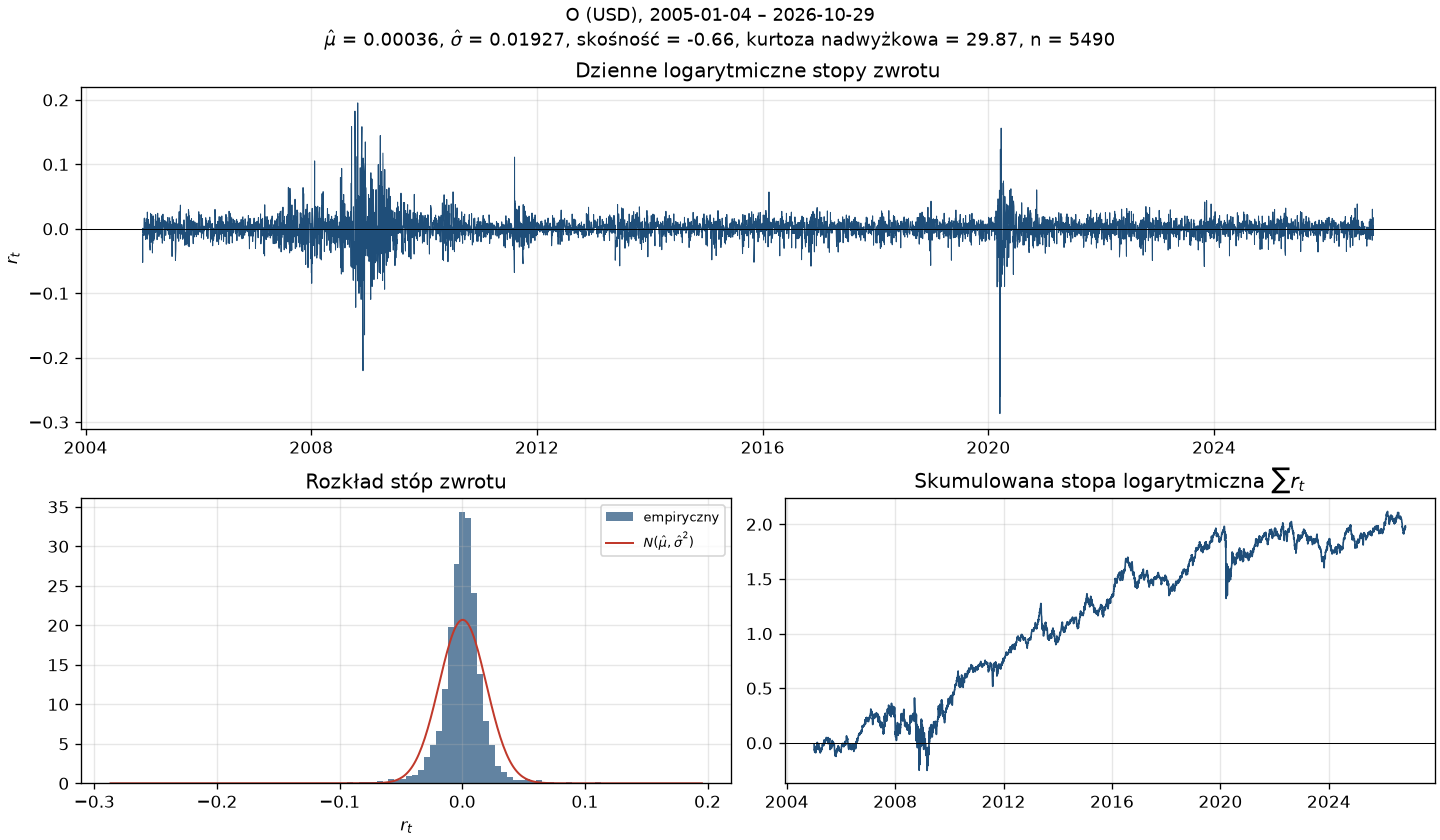 O (USD), 2005-01-04 – 2026-10-29
μ̂ = 0.00036, σ̂ = 0.01927, skośność = -0.66, kurtoza nadwyżkowa = 29.87, n = 5490
Dzienne logarytmiczne stopy zwrotu
0.2
0.1
0.0
−0.1
−0.2
−0.3
r_t
2004 2008 2012 2016 2020 2024
Rozkład stóp zwrotu
35
30
25
20
15
10
5
0
empiryczny
N(μ̂, σ̂²)
−0.3 −0.2 −0.1 0.0 0.1 0.2
r_t
Skumulowana stopa logarytmiczna ∑r_t
2.0
1.5
1.0
0.5
0.0
2004 2008 2012 2016 2020 2024